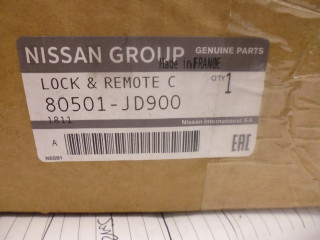 NISSAN GROUP GENUINE PARTS
Made in FRANCE
LOCK & REMOTE C QTY 1
80501-JD900
1811
Nissan International S.A.
A
EAC